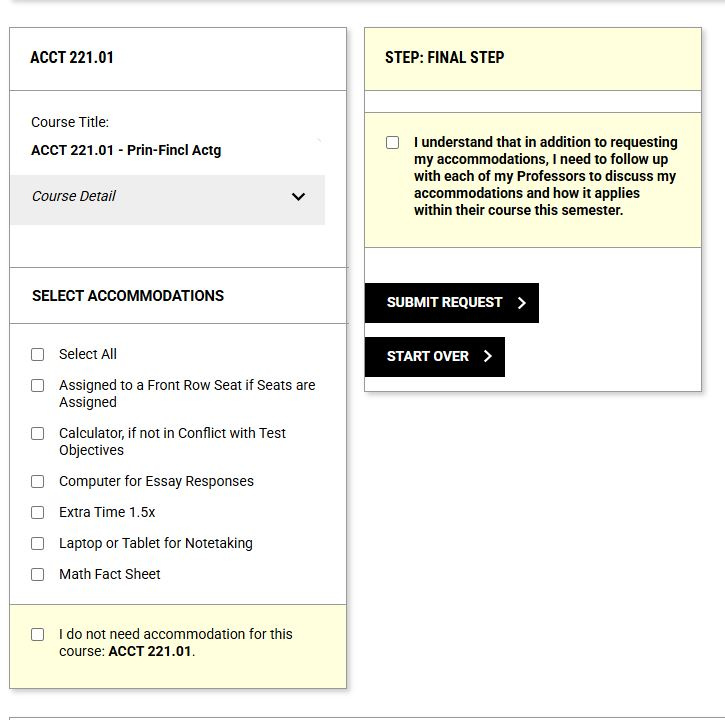 ACCT 221.01
Course Title:
ACCT 221.01 - Prin-Fincl Actg
Course Detail
SELECT ACCOMMODATIONS
Select All
Assigned to a Front Row Seat if Seats are
Assigned
Calculator, if not in Conflict with Test
Objectives
Computer for Essay Responses
Extra Time 1.5x
Laptop or Tablet for Notetaking
Math Fact Sheet
I do not need accommodation for this
course: ACCT 221.01.
STEP: FINAL STEP
I understand that in addition to requesting
my accommodations, I need to follow up
with each of my Professors to discuss my
accommodations and how it applies
within their course this semester.
SUBMIT REQUEST
START OVER